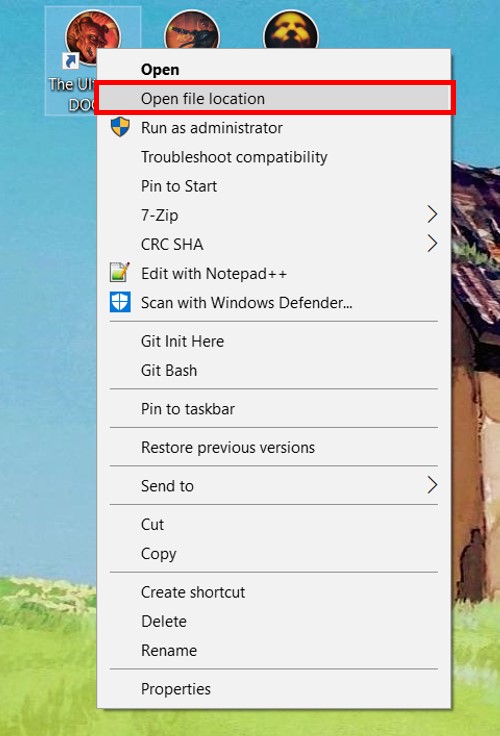 The Ul
DOO
Open
Open file location
Run as administrator
Troubleshoot compatibility
Pin to Start
7-Zip
CRC SHA
Edit with Notepad++
Scan with Windows Defender...
Git Init Here
Git Bash
Pin to taskbar
Restore previous versions
Send to
Cut
Copy
Create shortcut
Delete
Rename
Properties